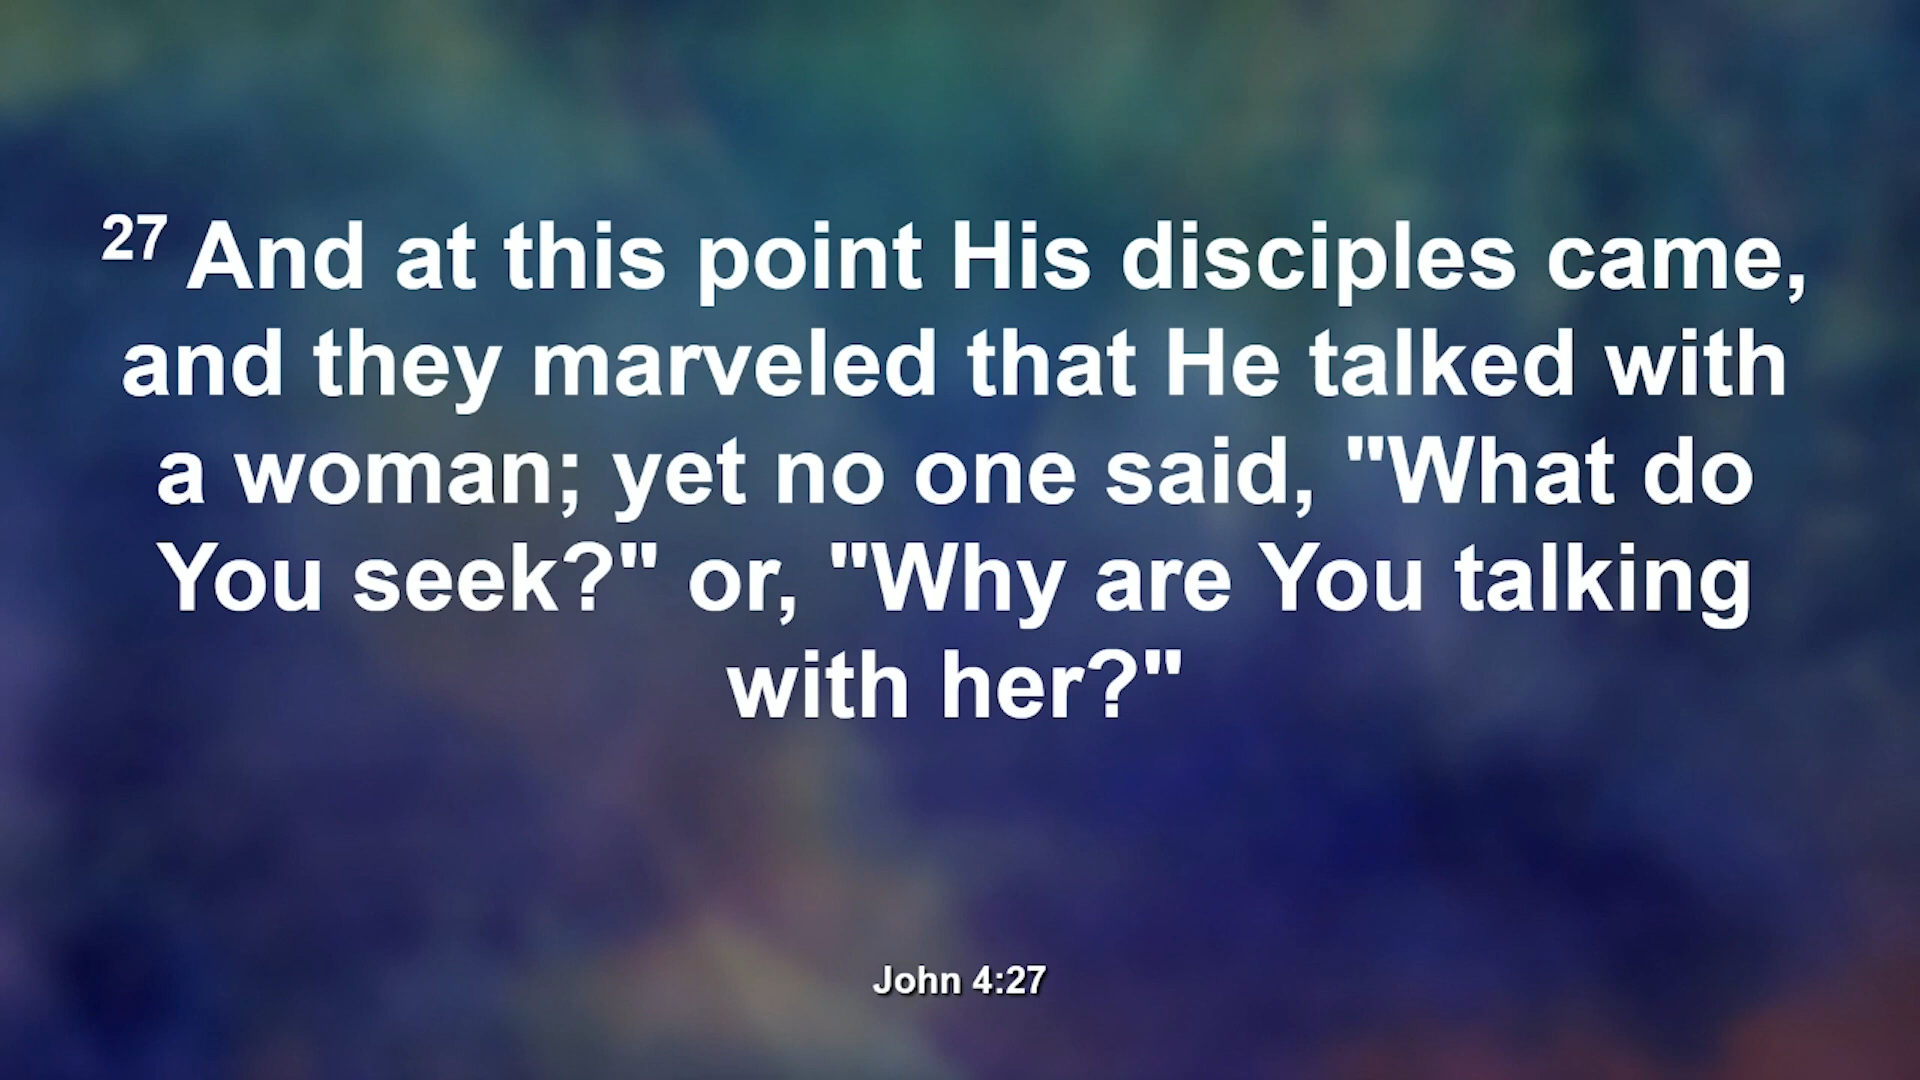 27 And at this point His disciples came,
and they marveled that He talked with
a woman; yet no one said, "What do
You seek?" or, "Why are You talking
with her?"
John 4:27